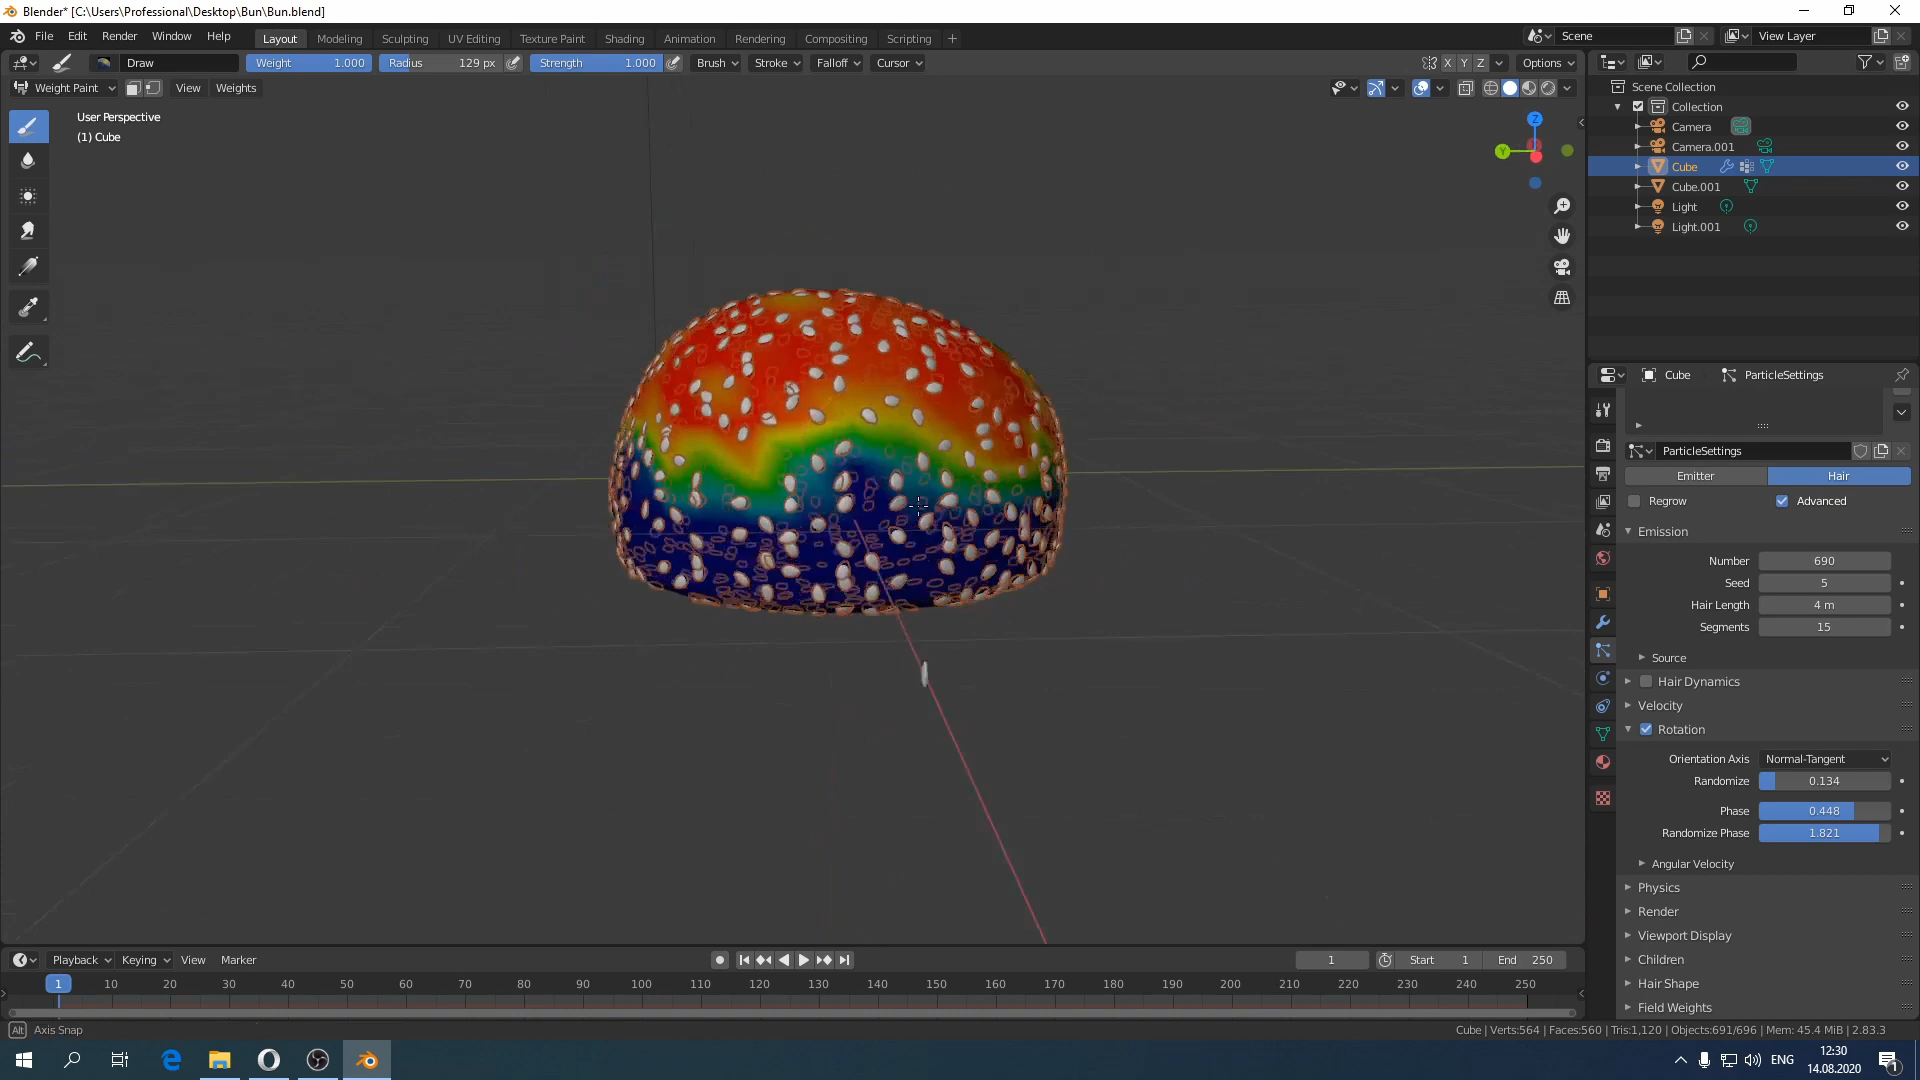 Blender* [C:\Users\Professional\Desktop\Bun\Bun.blend]
File Edit Render Window Help Layout Modeling Sculpting UV Editing Texture Paint Shading Animation Rendering Compositing Scripting + Scene View Layer
Draw Weight 1.000 Radius 129 px Strength 1.000 Brush Stroke Falloff Cursor X Y Z Options
Weight Paint View Weights
User Perspective
(1) Cube
Z
Y
Scene Collection
Collection
Camera
Camera.001
Cube
Cube.001
Light
Light.001
Cube ParticleSettings
ParticleSettings
Emitter Hair
Regrow Advanced
Emission
Number 690
Seed 5
Hair Length 4 m
Segments 15
Source
Hair Dynamics
Velocity
Rotation
Orientation Axis Normal-Tangent
Randomize 0.134
Phase 0.448
Randomize Phase 1.821
Angular Velocity
Physics
Render
Viewport Display
Children
Hair Shape
Field Weights
Playback Keying View Marker 1 Start 1 End 250
1 10 20 30 40 50 60 70 80 90 100 110 120 130 140 150 160 170 180 190 200 210 220 230 240 250
Alt Axis Snap Cube | Verts:564 | Faces:560 | Tris:1,120 | Objects:691/696 | Mem: 45.4 MiB | 2.83.3
ENG 12:30
14.08.2020 1